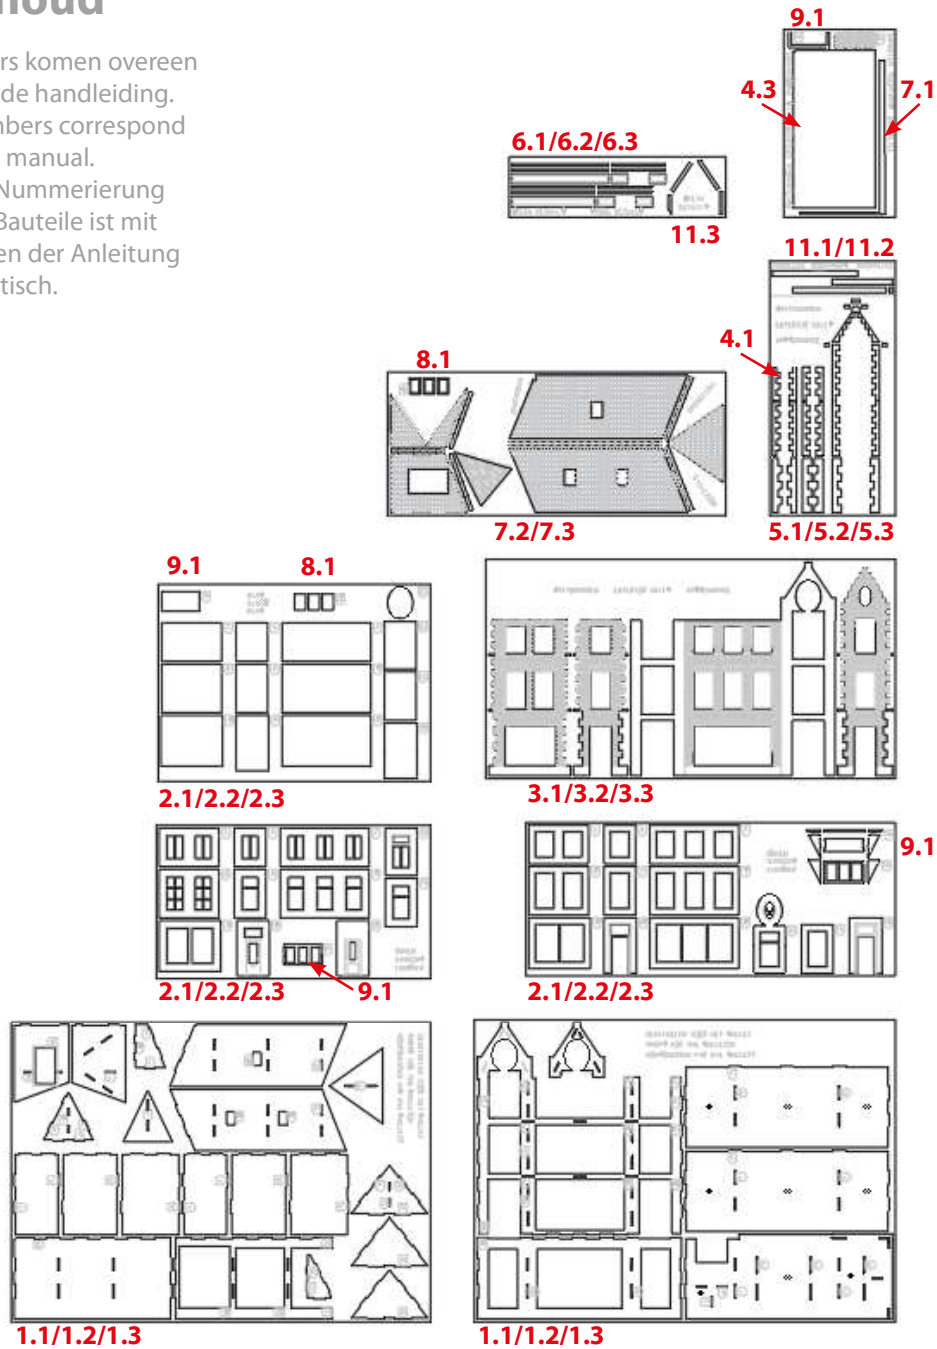 houd
rs komen overeen
de handleiding.
nbers correspond
manual.
Nummerierung
Bauteile ist mit
en der Anleitung
tisch.
9.1
4.3
7.1
6.1/6.2/6.3
11.3
11.1/11.2
4.1
8.1
7.2/7.3
5.1/5.2/5.3
9.1
8.1
2.1/2.2/2.3
3.1/3.2/3.3
9.1
2.1/2.2/2.3
9.1
2.1/2.2/2.3
1.1/1.2/1.3
1.1/1.2/1.3